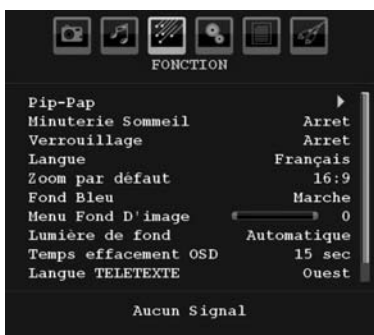 FONCTION
Pip-Pap
Minuterie Sommeil Arret
Verrouillage Arret
Langue Français
Zoom par défaut 16:9
Fond Bleu Marche
Menu Fond D'image 0
Lumière de fond Automatique
Temps effacement OSD 15 sec
Langue TELETEXTE Ouest
Aucun Signal